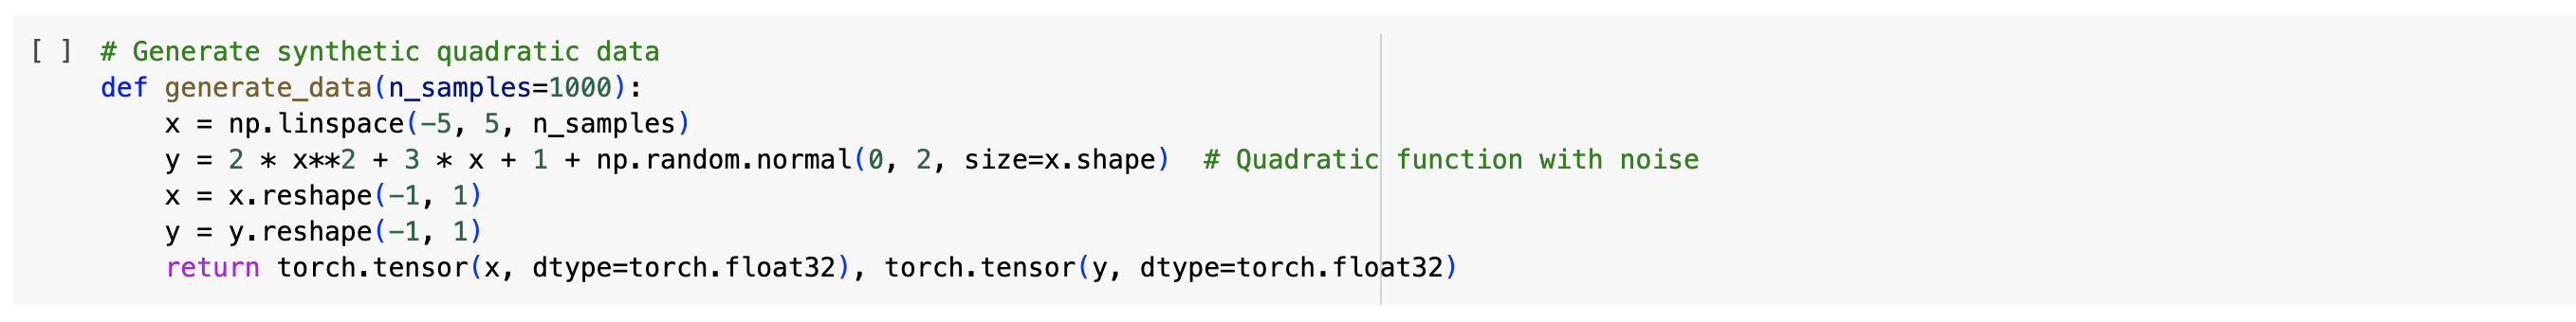 [ ] # Generate synthetic quadratic data
def generate_data(n_samples=1000):
    x = np.linspace(-5, 5, n_samples)
    y = 2 * x**2 + 3 * x + 1 + np.random.normal(0, 2, size=x.shape)  # Quadratic function with noise
    x = x.reshape(-1, 1)
    y = y.reshape(-1, 1)
    return torch.tensor(x, dtype=torch.float32), torch.tensor(y, dtype=torch.float32)